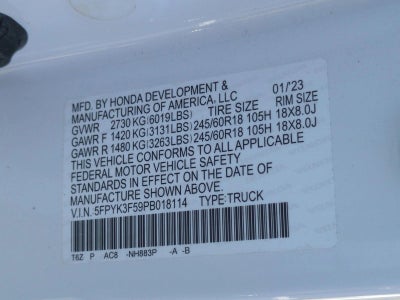 MFD. BY HONDA DEVELOPMENT & 01/'23
MANUFACTURING OF AMERICA, LLC
GVWR 2730 KG(6019LBS) TIRE SIZE RIM SIZE
GAWR F 1420 KG(3131LBS) 245/60R18 105H 18X8.0J
GAWR R 1480 KG(3263LBS) 245/60R18 105H 18X8.0J
THIS VEHICLE CONFORMS TO ALL APPLICABLE
FEDERAL MOTOR VEHICLE SAFETY
STANDARDS IN EFFECT ON THE DATE OF
MANUFACTURE SHOWN ABOVE.
V.I.N.: 5FPYK3F59PB018114 TYPE:TRUCK
T6Z P AC8 -NH883P -A -B